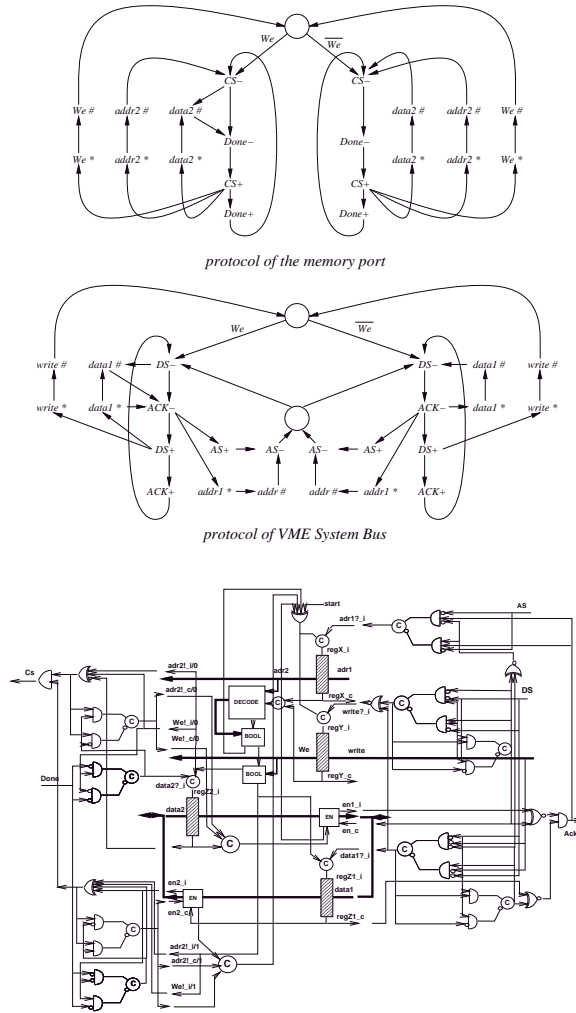 We W̅e̅
CS− CS−
We # addr2 # data2 # data2 # addr2 # We #
Done− Done−
We * addr2 * data2 * data2 * addr2 * We *
CS+ CS+
Done+ Done+
protocol of the memory port
We W̅e̅
write # data1 # DS− DS− data1 # write #
write * data1 * ACK− ACK− data1 * write *
DS+ AS+ AS− AS− AS+ DS+
ACK+ addr1 * addr # addr # addr1 * ACK+
protocol of VME System Bus
start
AS
adr1?_i
C
regX_i
adr2!_i/0
adr2 adr1
Cs
adr2!_c/0
regX_c
DS
DECODE
C
write?_i
C
C
We!_i/0
C
regY_i
We!_c/0
BOOL
C
We write
Done
BOOL
regY_c
C
data2?_i
C
regZ2_i
data2
en1_i
EN
en_c
Ack
C
C
data1?_i
C
regZ1_i
en2_i
data1
C
EN
en2_c
regZ1_c
C
C
adr2!_i/1
adr2!_c/1
C
We!_i/1
C